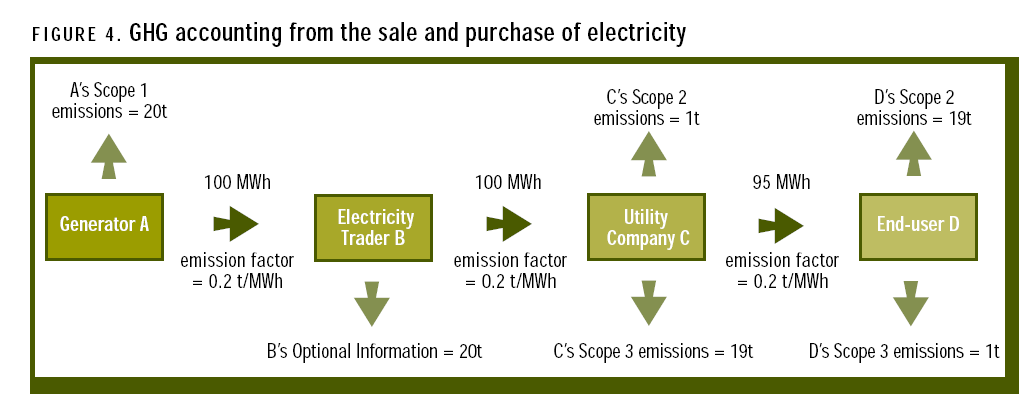 FIGURE 4. GHG accounting from the sale and purchase of electricity
A's Scope 1
emissions = 20t
C's Scope 2
emissions = 1t
D's Scope 2
emissions = 19t
100 MWh
100 MWh
95 MWh
Generator A
Electricity
Trader B
Utility
Company C
End-user D
emission factor
= 0.2 t/MWh
emission factor
= 0.2 t/MWh
emission factor
= 0.2 t/MWh
B's Optional Information = 20t
C's Scope 3 emissions = 19t
D's Scope 3 emissions = 1t